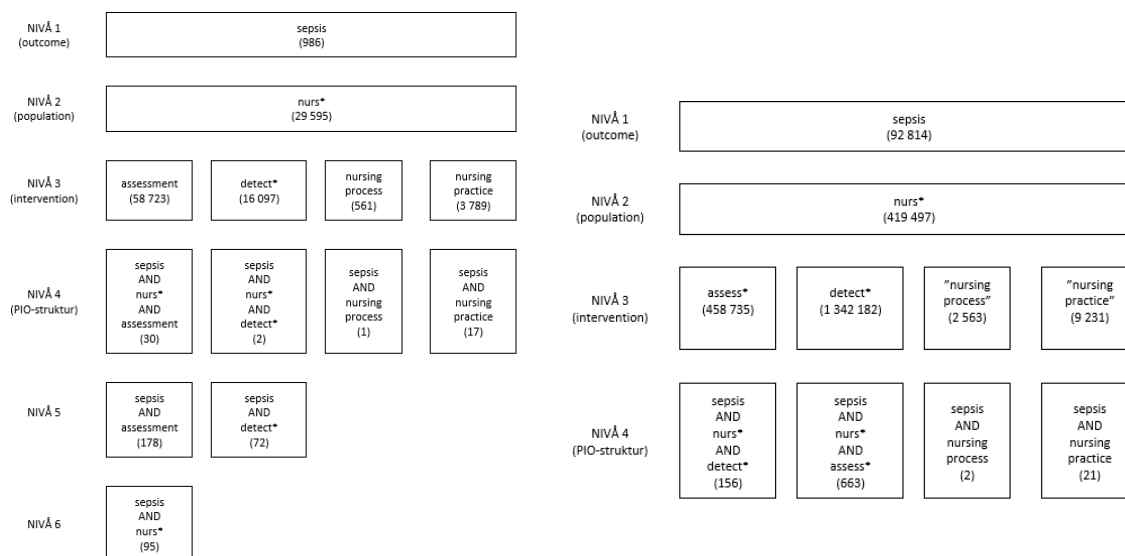 NIVÅ 1
(outcome)
sepsis
(986)
NIVÅ 2
(population)
nurs*
(29 595)
NIVÅ 3
(intervention)
assessment
(58 723)
detect*
(16 097)
nursing
process
(561)
nursing
practice
(3 789)
NIVÅ 4
(PIO-struktur)
sepsis
AND
nurs*
AND
assessment
(30)
sepsis
AND
nurs*
AND
detect*
(2)
sepsis
AND
nursing
process
(1)
sepsis
AND
nursing
practice
(17)
NIVÅ 5
sepsis
AND
assessment
(178)
sepsis
AND
detect*
(72)
NIVÅ 6
sepsis
AND
nurs*
(95)
NIVÅ 1
(outcome)
sepsis
(92 814)
NIVÅ 2
(population)
nurs*
(419 497)
NIVÅ 3
(intervention)
assess*
(458 735)
detect*
(1 342 182)
”nursing
process”
(2 563)
”nursing
practice”
(9 231)
NIVÅ 4
(PIO-struktur)
sepsis
AND
nurs*
AND
detect*
(156)
sepsis
AND
nurs*
AND
assess*
(663)
sepsis
AND
nursing
process
(2)
sepsis
AND
nursing
practice
(21)